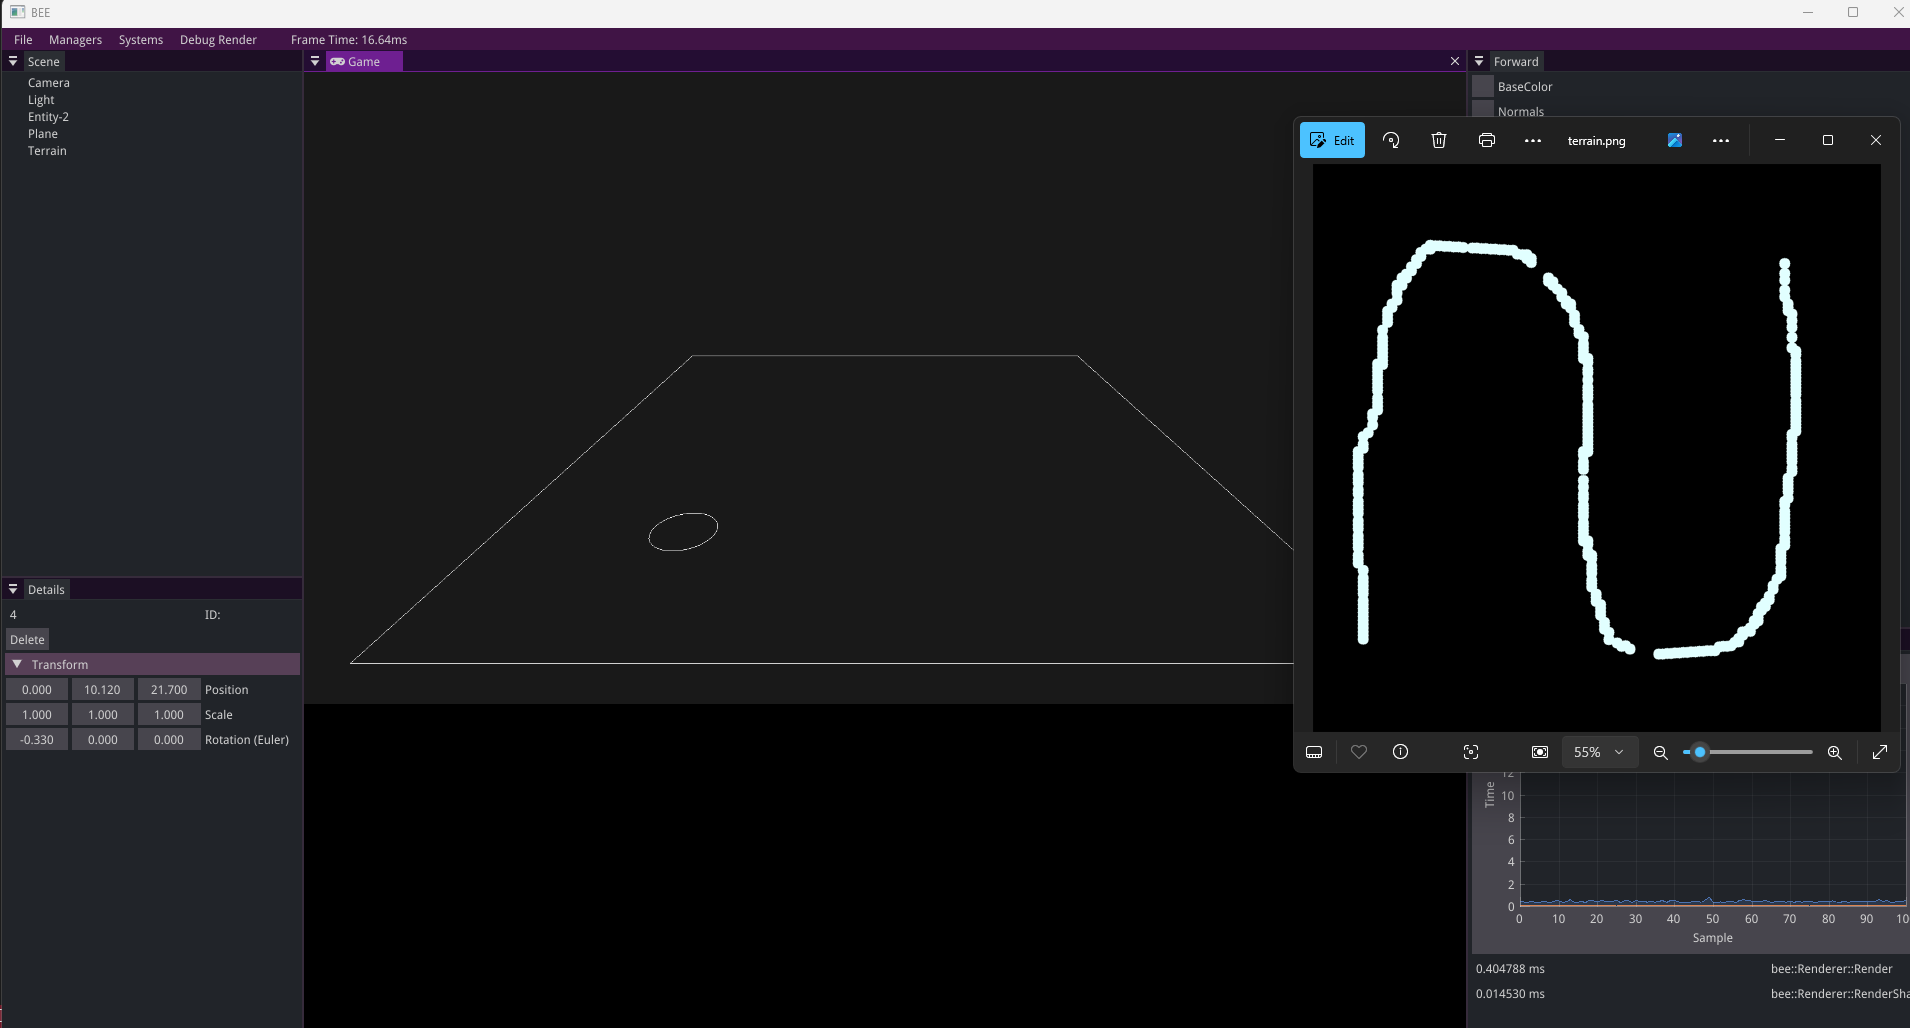 BEE
File Managers Systems Debug Render Frame Time: 16.64ms
Scene
Camera
Light
Entity-2
Plane
Terrain
Game
Forward
BaseColor
Normals
Edit terrain.png
55%
Details
4 ID:
Delete
Transform
0.000 10.120 21.700 Position
1.000 1.000 1.000 Scale
-0.330 0.000 0.000 Rotation (Euler)
Time
12
10
8
6
4
2
0
0 10 20 30 40 50 60 70 80 90 10
Sample
0.404788 ms bee::Renderer::Render
0.014530 ms bee::Renderer::RenderSha